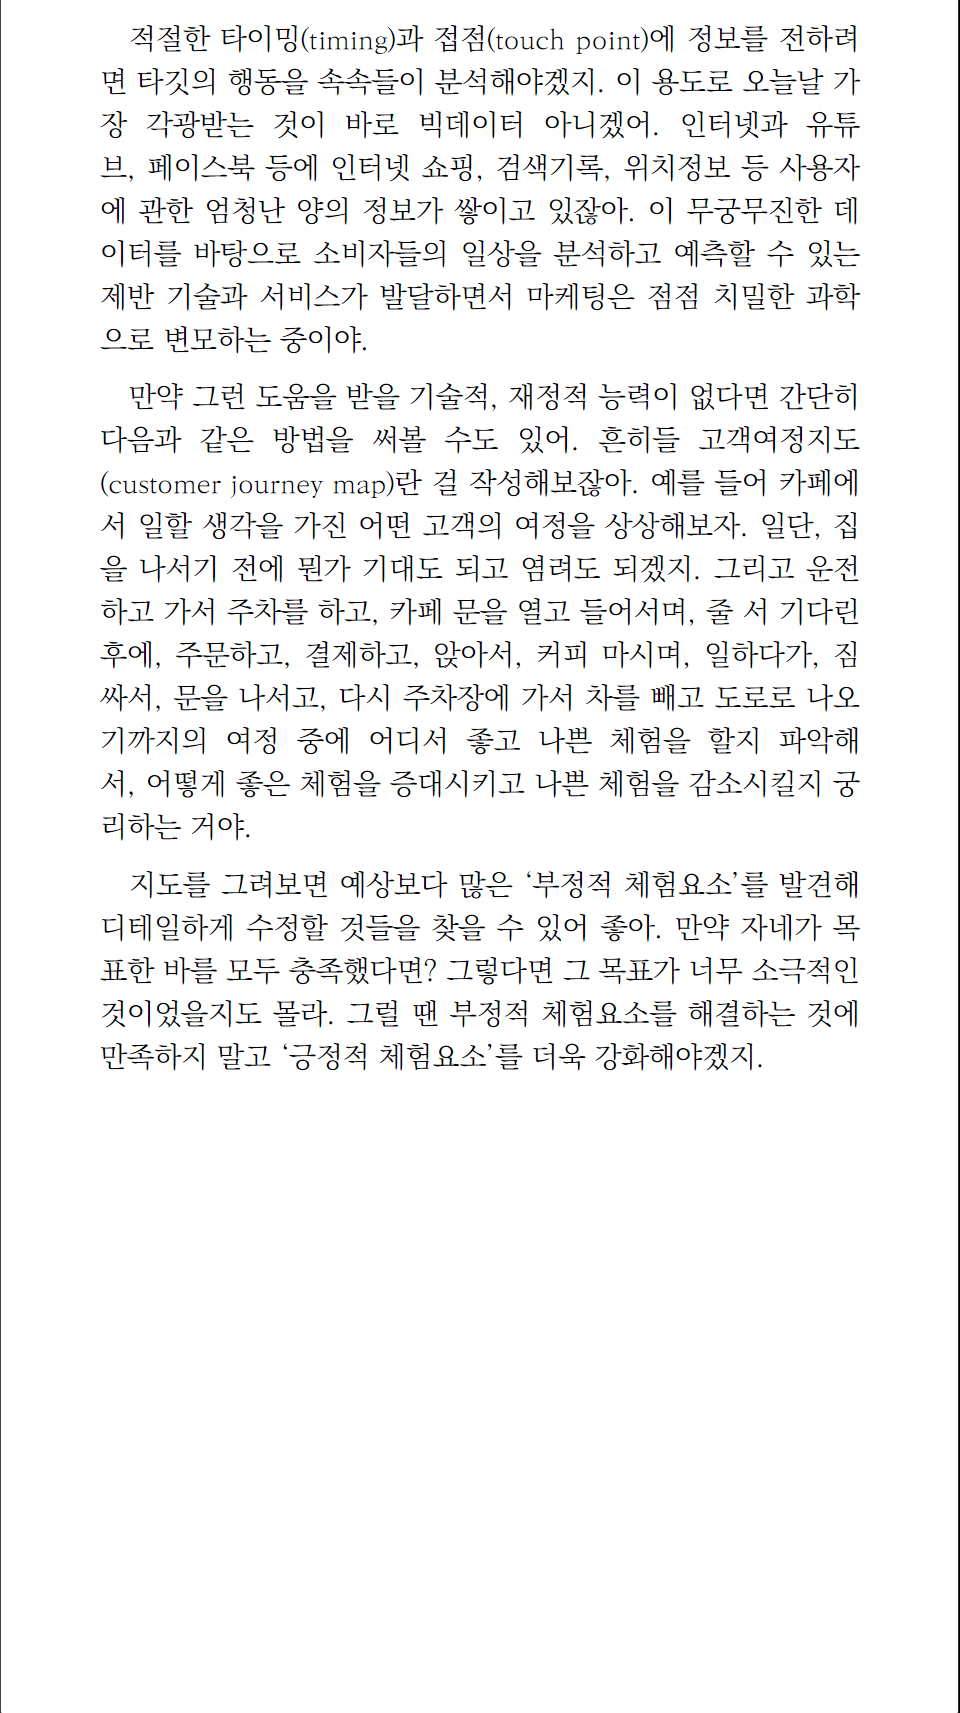 적절한 타이밍(timing)과 접점(touch point)에 정보를 전하려
면 타깃의 행동을 속속들이 분석해야겠지. 이 용도로 오늘날 가
장 각광받는 것이 바로 빅데이터 아니겠어. 인터넷과 유튜
브, 페이스북 등에 인터넷 쇼핑, 검색기록, 위치정보 등 사용자
에 관한 엄청난 양의 정보가 쌓이고 있잖아. 이 무궁무진한 데
이터를 바탕으로 소비자들의 일상을 분석하고 예측할 수 있는
제반 기술과 서비스가 발달하면서 마케팅은 점점 치밀한 과학
으로 변모하는 중이야.
만약 그런 도움을 받을 기술적, 재정적 능력이 없다면 간단히
다음과 같은 방법을 써볼 수도 있어. 흔히들 고객여정지도
(customer journey map)란 걸 작성해보잖아. 예를 들어 카페에
서 일할 생각을 가진 어떤 고객의 여정을 상상해보자. 일단, 집
을 나서기 전에 뭔가 기대도 되고 염려도 되겠지. 그리고 운전
하고 가서 주차를 하고, 카페 문을 열고 들어서며, 줄 서 기다린
후에, 주문하고, 결제하고, 앉아서, 커피 마시며, 일하다가, 짐
싸서, 문을 나서고, 다시 주차장에 가서 차를 빼고 도로로 나오
기까지의 여정 중에 어디서 좋고 나쁜 체험을 할지 파악해
서, 어떻게 좋은 체험을 증대시키고 나쁜 체험을 감소시킬지 궁
리하는 거야.
지도를 그려보면 예상보다 많은 ‘부정적 체험요소’를 발견해
디테일하게 수정할 것들을 찾을 수 있어 좋아. 만약 자네가 목
표한 바를 모두 충족했다면? 그렇다면 그 목표가 너무 소극적인
것이었을지도 몰라. 그럴 땐 부정적 체험요소를 해결하는 것에
만족하지 말고 ‘긍정적 체험요소’를 더욱 강화해야겠지.